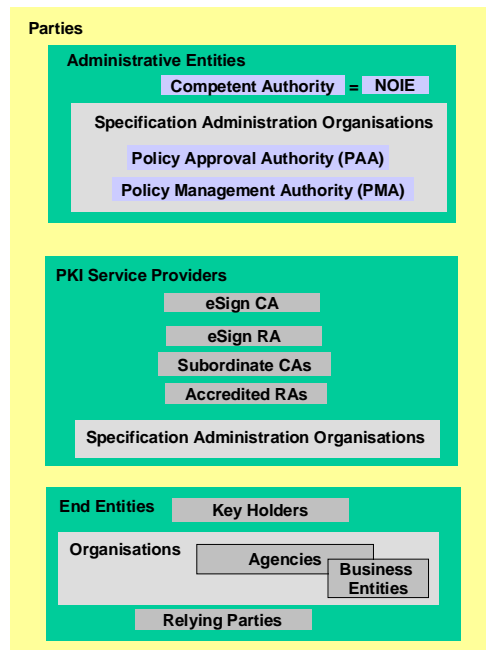 Parties
Administrative Entities
Competent Authority = NOIE
Specification Administration Organisations
Policy Approval Authority (PAA)
Policy Management Authority (PMA)
PKI Service Providers
eSign CA
eSign RA
Subordinate CAs
Accredited RAs
Specification Administration Organisations
End Entities
Key Holders
Organisations
Agencies
Business
Entities
Relying Parties